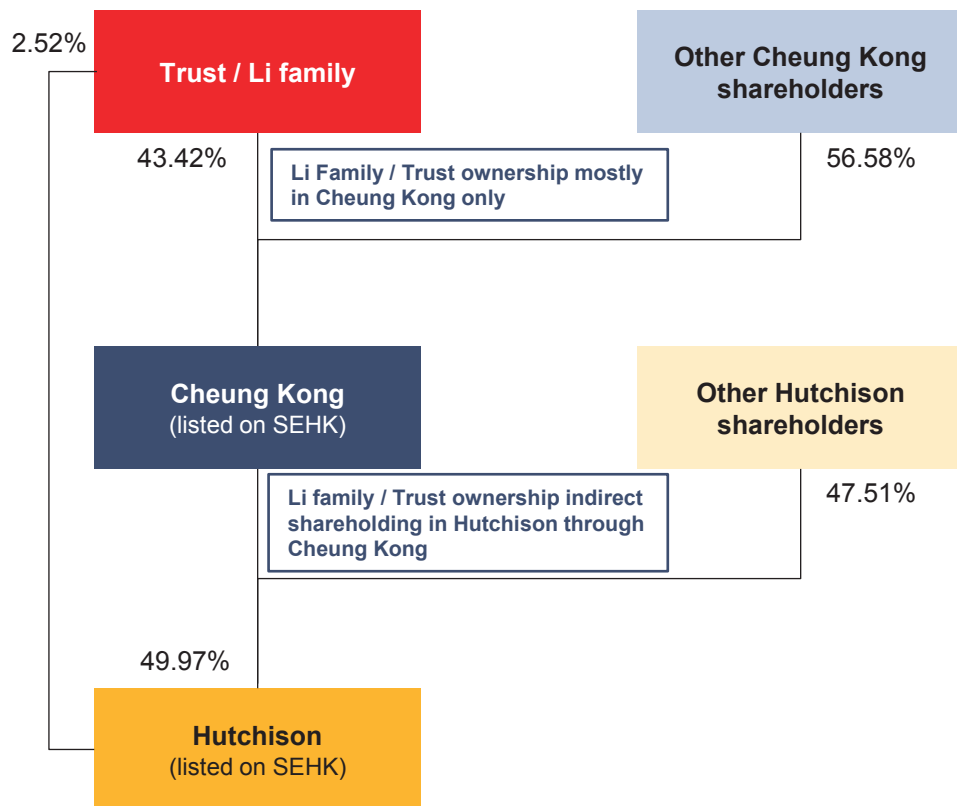 2.52%
Trust / Li family
Other Cheung Kong
shareholders
43.42%
56.58%
Li Family / Trust ownership mostly
in Cheung Kong only
Cheung Kong
(listed on SEHK)
Other Hutchison
shareholders
47.51%
Li family / Trust ownership indirect
shareholding in Hutchison through
Cheung Kong
49.97%
Hutchison
(listed on SEHK)